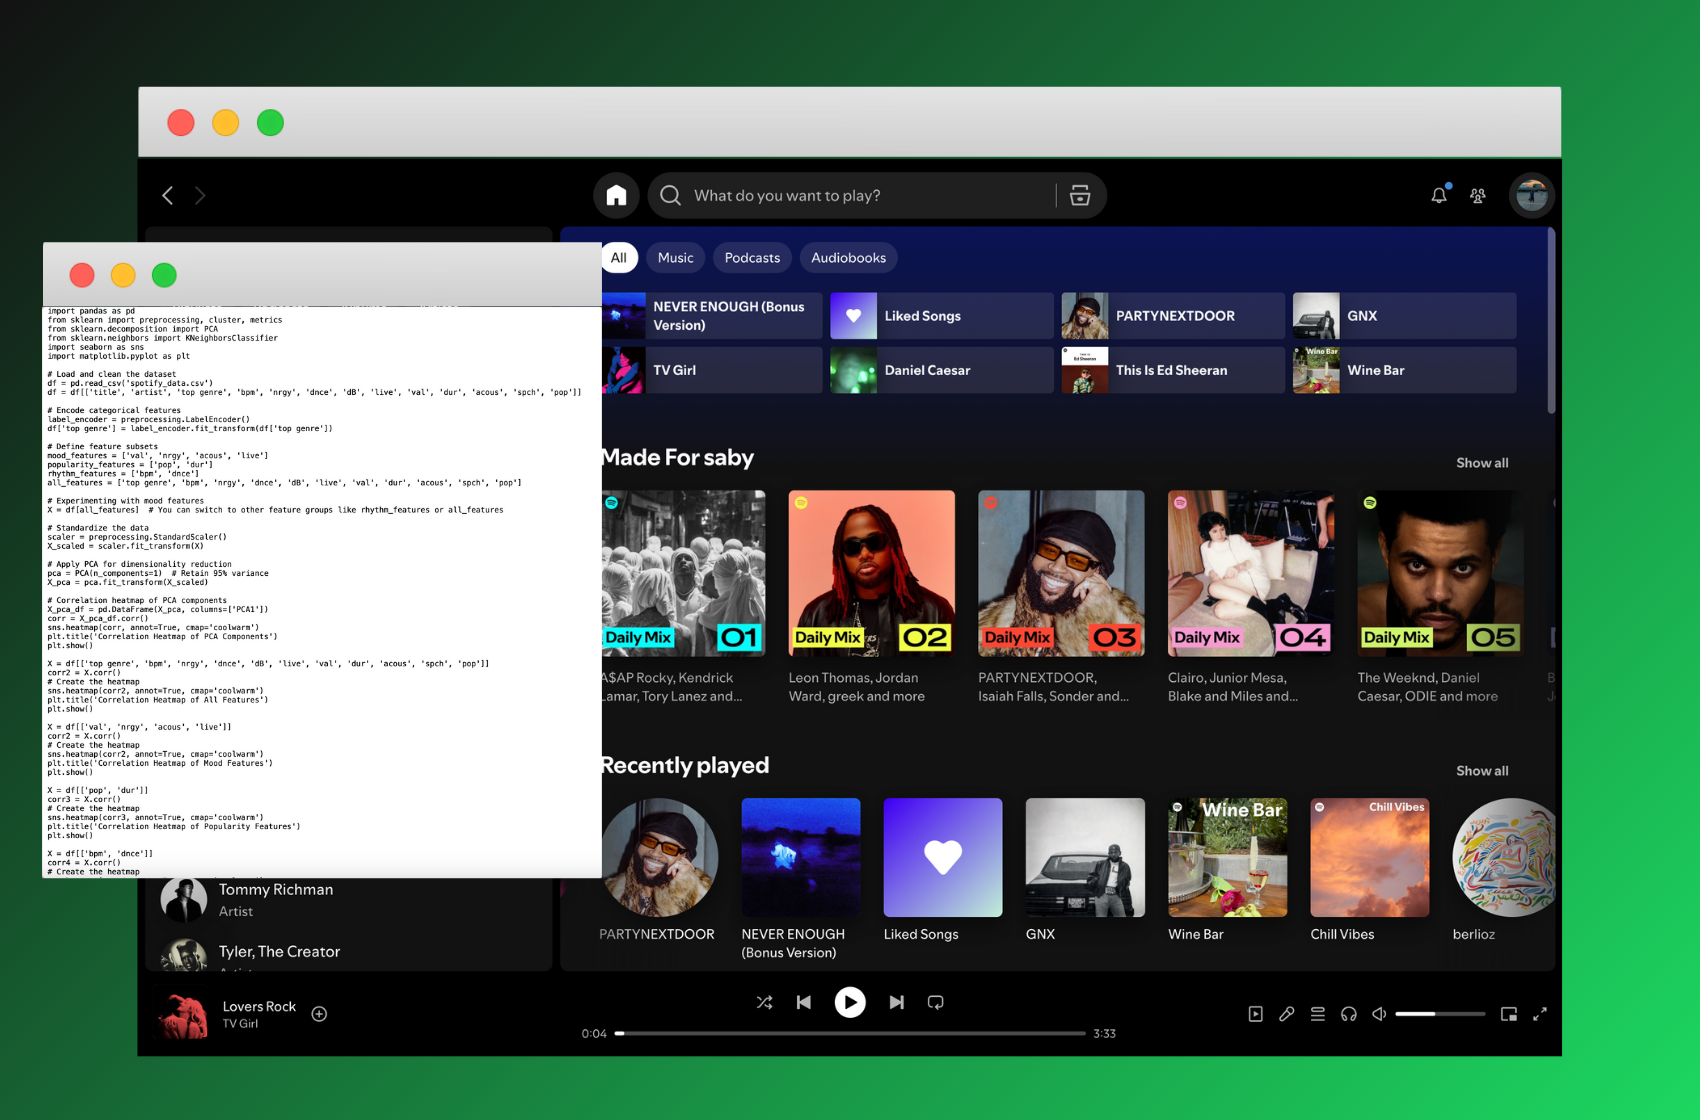 What do you want to play?
All
Music
Podcasts
Audiobooks
NEVER ENOUGH (Bonus
Version)
Liked Songs
PARTYNEXTDOOR
GNX
TV Girl
Daniel Caesar
This Is Ed Sheeran
Wine Bar
Wine Bar
Ed Sheeran
import pandas as pd
from sklearn import preprocessing, cluster, metrics
from sklearn.decomposition import PCA
from sklearn.neighbors import KNeighborsClassifier
import seaborn as sns
import matplotlib.pyplot as plt
# Load and clean the dataset
df = pd.read_csv('spotify_data.csv')
df = df[['title', 'artist', 'top genre', 'bpm', 'nrgy', 'dnce', 'dB', 'live', 'val', 'dur', 'acous', 'spch', 'pop']]
# Encode categorical features
label_encoder = preprocessing.LabelEncoder()
df['top genre'] = label_encoder.fit_transform(df['top genre'])
# Define feature subsets
mood_features = ['val', 'nrgy', 'acous', 'live']
popularity_features = ['pop', 'dur']
rhythm_features = ['bpm', 'dnce']
all_features = ['top genre', 'bpm', 'nrgy', 'dnce', 'dB', 'live', 'val', 'dur', 'acous', 'spch', 'pop']
# Experimenting with mood features
X = df[all_features]  # You can switch to other feature groups like rhythm_features or all_features
# Standardize the data
scaler = preprocessing.StandardScaler()
X_scaled = scaler.fit_transform(X)
# Apply PCA for dimensionality reduction
pca = PCA(n_components=1)  # Retain 95% variance
X_pca = pca.fit_transform(X_scaled)
# Correlation heatmap of PCA components
X_pca_df = pd.DataFrame(X_pca, columns=['PCA1'])
corr = X_pca_df.corr()
sns.heatmap(corr, annot=True, cmap='coolwarm')
plt.title('Correlation Heatmap of PCA Components')
plt.show()
X = df[['top genre', 'bpm', 'nrgy', 'dnce', 'dB', 'live', 'val', 'dur', 'acous', 'spch', 'pop']]
corr2 = X.corr()
# Create the heatmap
sns.heatmap(corr2, annot=True, cmap='coolwarm')
plt.title('Correlation Heatmap of All Features')
plt.show()
X = df[['val', 'nrgy', 'acous', 'live']]
corr2 = X.corr()
# Create the heatmap
sns.heatmap(corr2, annot=True, cmap='coolwarm')
plt.title('Correlation Heatmap of Mood Features')
plt.show()
X = df[['pop', 'dur']]
corr3 = X.corr()
# Create the heatmap
sns.heatmap(corr3, annot=True, cmap='coolwarm')
plt.title('Correlation Heatmap of Popularity Features')
plt.show()
X = df[['bpm', 'dnce']]
corr4 = X.corr()
# Create the heatmap
Made For saby
Show all
Daily Mix 01
Daily Mix 02
Daily Mix 03
Daily Mix 04
Daily Mix 05
A$AP Rocky, Kendrick
Lamar, Tory Lanez and...
Leon Thomas, Jordan
Ward, greek and more
PARTYNEXTDOOR,
Isaiah Falls, Sonder and...
Clairo, Junior Mesa,
Blake and Miles and...
The Weeknd, Daniel
Caesar, ODIE and more
Recently played
Show all
Wine Bar
Chill Vibes
PARTYNEXTDOOR
NEVER ENOUGH
(Bonus Version)
Liked Songs
GNX
Wine Bar
Chill Vibes
berlioz
Tommy Richman
Artist
Tyler, The Creator
Lovers Rock
TV Girl
0:04
3:33